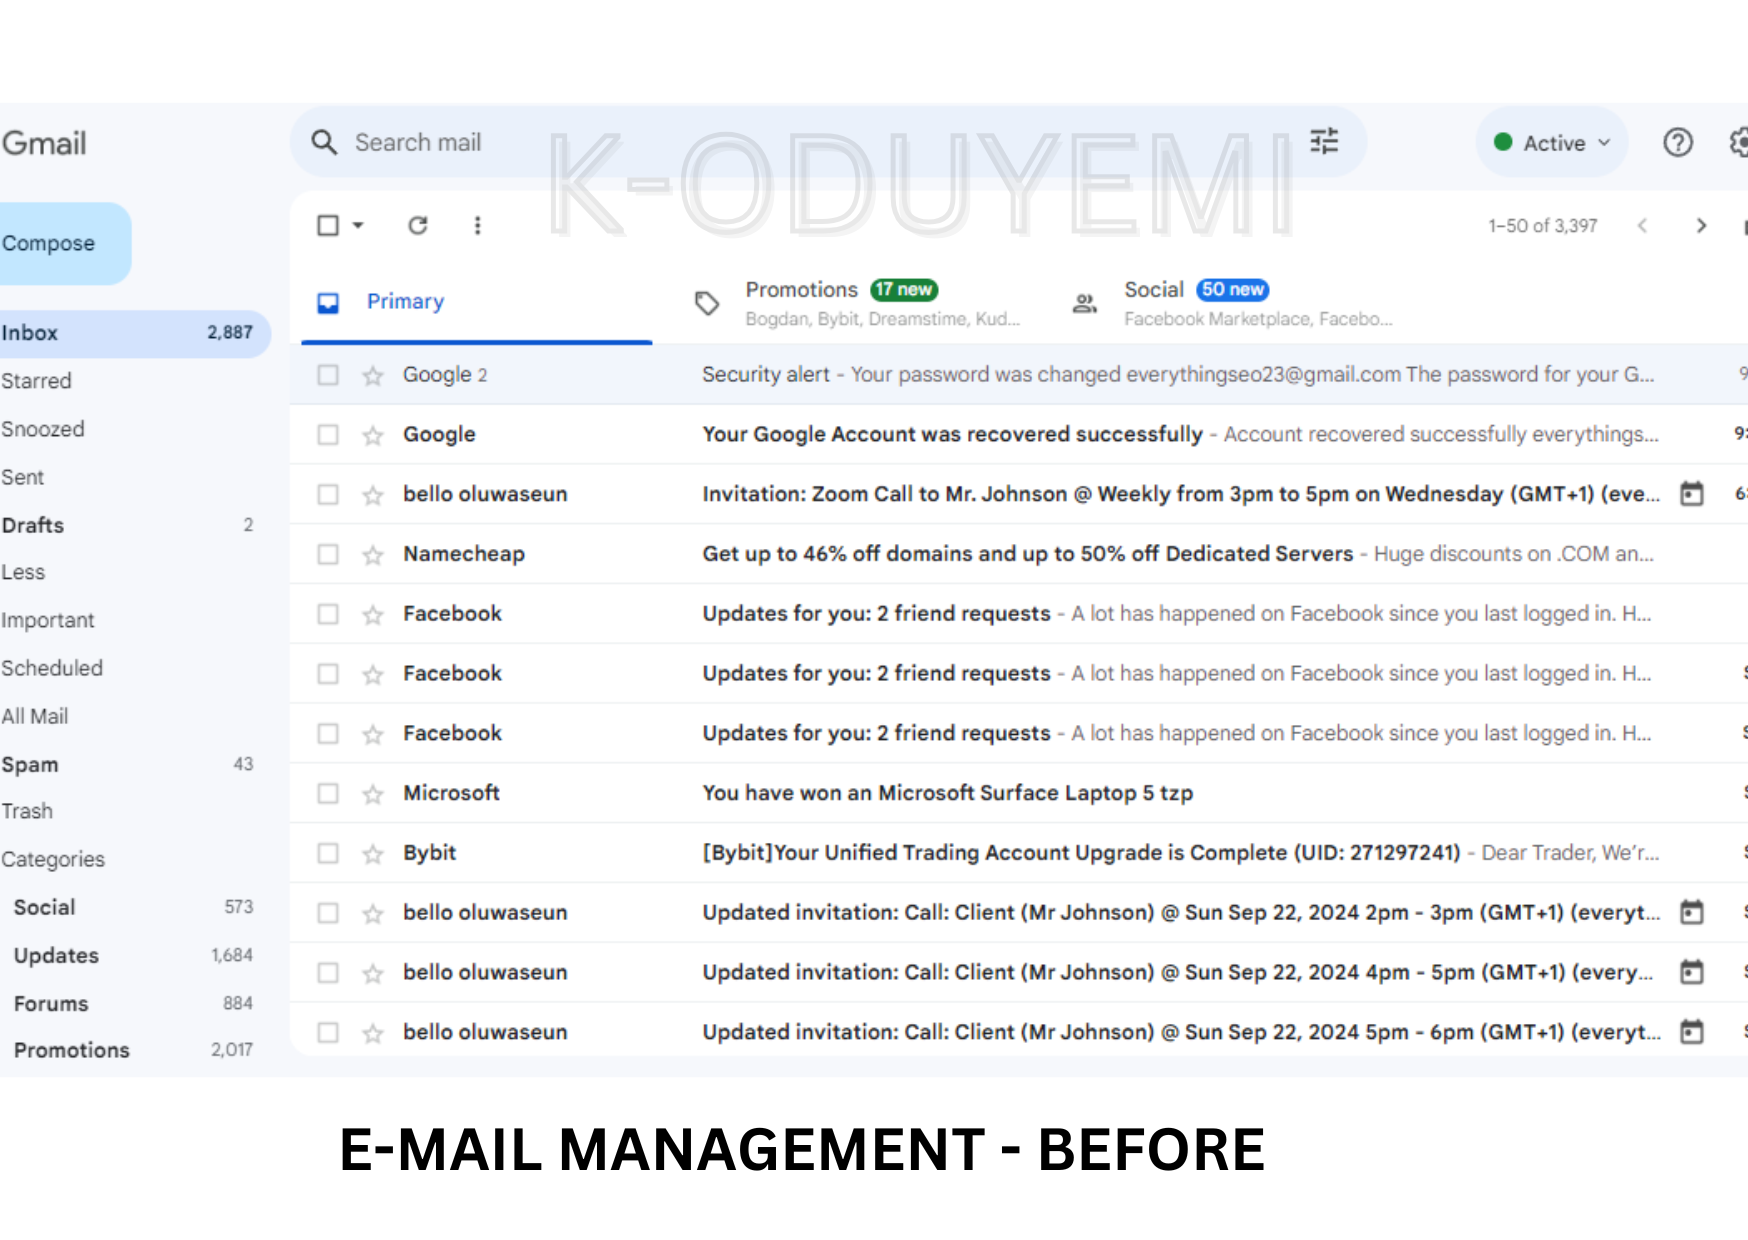 Gmail
Search mail
K-ODUYEMI
Active
Compose
1–50 of 3,397
Primary
Promotions 17 new
Bogdan, Bybit, Dreamstime, Kud...
Social 50 new
Facebook Marketplace, Facebo...
Inbox 2,887
Starred
Snoozed
Sent
Drafts 2
Less
Important
Scheduled
All Mail
Spam 43
Trash
Categories
Social 573
Updates 1,684
Forums 884
Promotions 2,017
Google 2 Security alert - Your password was changed everythingseo23@gmail.com The password for your G...
Google Your Google Account was recovered successfully - Account recovered successfully everythings...
bello oluwaseun Invitation: Zoom Call to Mr. Johnson @ Weekly from 3pm to 5pm on Wednesday (GMT+1) (eve...
Namecheap Get up to 46% off domains and up to 50% off Dedicated Servers - Huge discounts on .COM an...
Facebook Updates for you: 2 friend requests - A lot has happened on Facebook since you last logged in. H...
Facebook Updates for you: 2 friend requests - A lot has happened on Facebook since you last logged in. H...
Facebook Updates for you: 2 friend requests - A lot has happened on Facebook since you last logged in. H...
Microsoft You have won an Microsoft Surface Laptop 5 tzp
Bybit [Bybit]Your Unified Trading Account Upgrade is Complete (UID: 271297241) - Dear Trader, We'r...
bello oluwaseun Updated invitation: Call: Client (Mr Johnson) @ Sun Sep 22, 2024 2pm - 3pm (GMT+1) (everyt...
bello oluwaseun Updated invitation: Call: Client (Mr Johnson) @ Sun Sep 22, 2024 4pm - 5pm (GMT+1) (every...
bello oluwaseun Updated invitation: Call: Client (Mr Johnson) @ Sun Sep 22, 2024 5pm - 6pm (GMT+1) (everyt...
E-MAIL MANAGEMENT - BEFORE